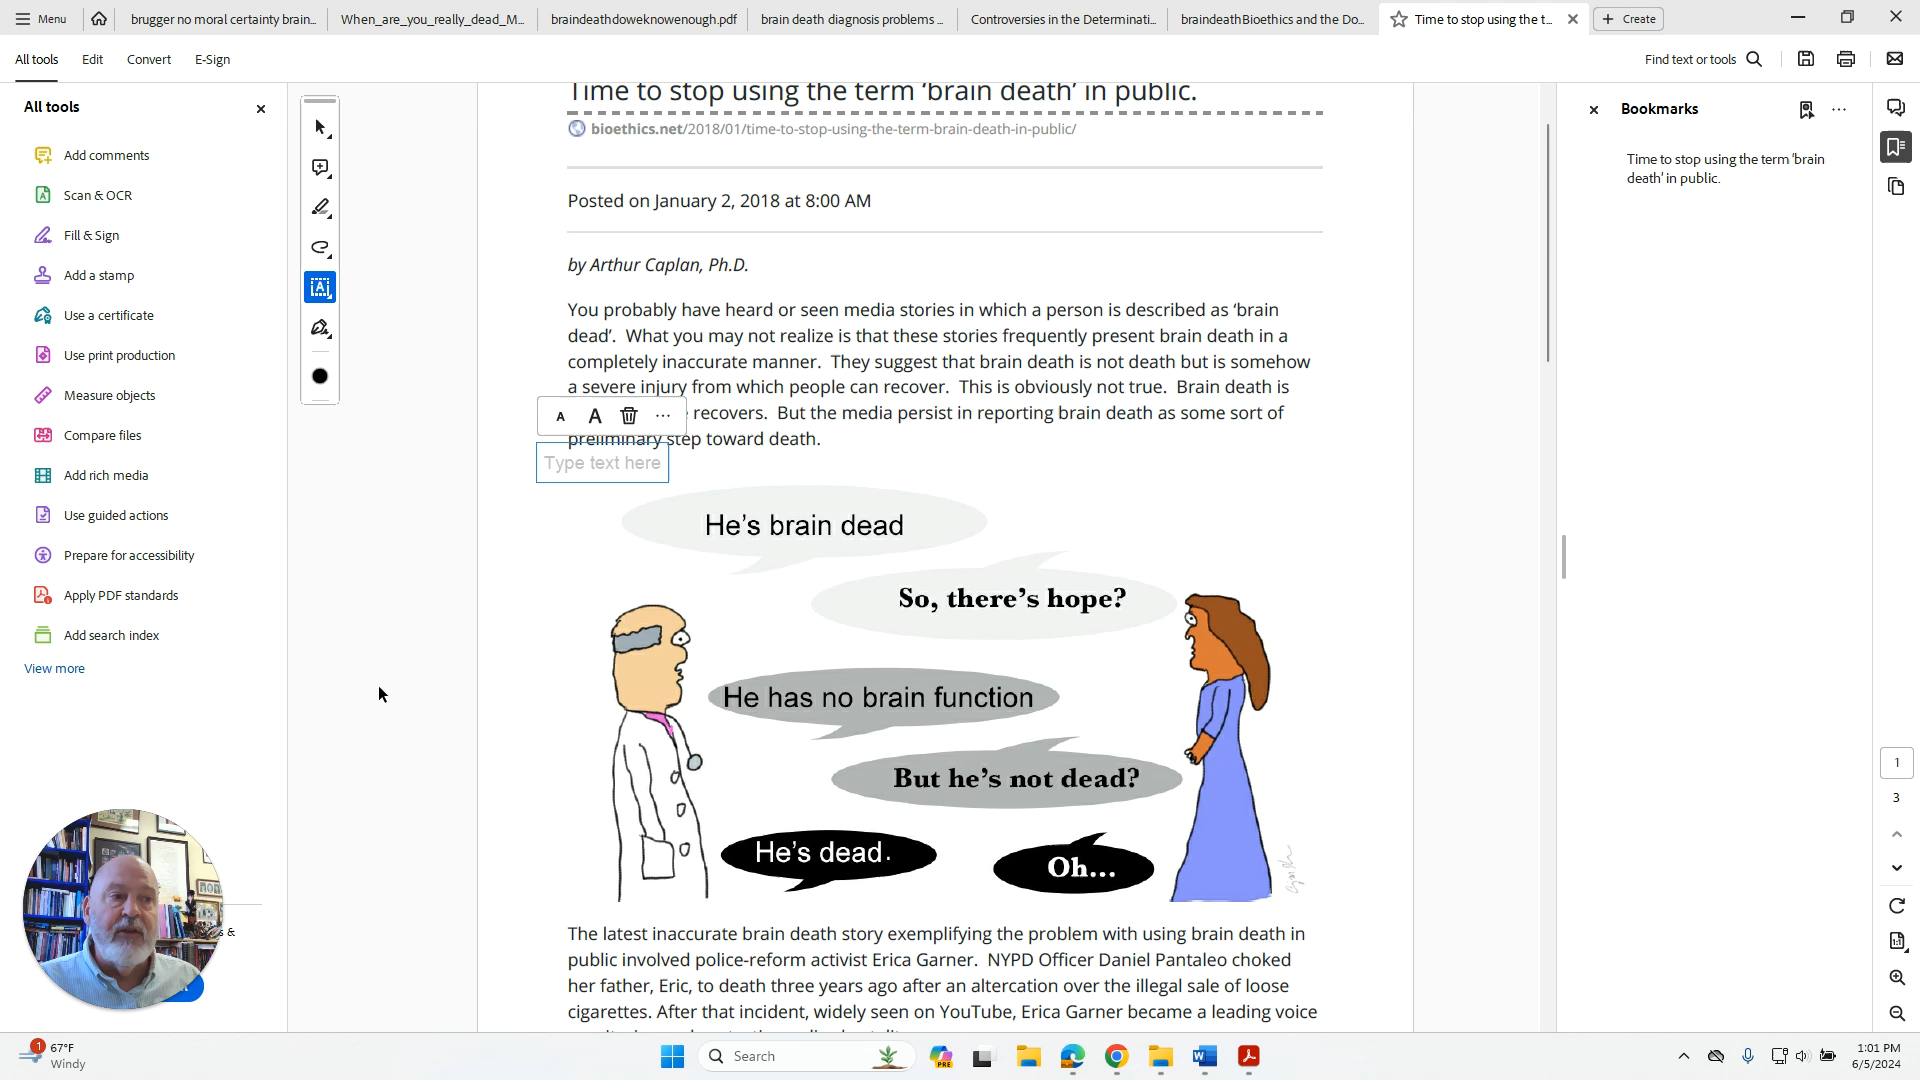 Menu
brugger no moral certainty brain...
When_are_you_really_dead_M...
braindeathdoweknowenough.pdf
brain death diagnosis problems ...
Controversies in the Determinati...
braindeathBioethics and the Do...
Time to stop using the t...
Create
All tools
Edit
Convert
E-Sign
Find text or tools
All tools
Add comments
Scan & OCR
Fill & Sign
Add a stamp
Use a certificate
Use print production
Measure objects
Compare files
Add rich media
Use guided actions
Prepare for accessibility
Apply PDF standards
Add search index
View more
s &
Time to stop using the term ‘brain death’ in public.
bioethics.net/2018/01/time-to-stop-using-the-term-brain-death-in-public/
Posted on January 2, 2018 at 8:00 AM
by Arthur Caplan, Ph.D.
You probably have heard or seen media stories in which a person is described as ‘brain
dead’.  What you may not realize is that these stories frequently present brain death in a
completely inaccurate manner.  They suggest that brain death is not death but is somehow
a severe injury from which people can recover.  This is obviously not true.  Brain death is
recovers.  But the media persist in reporting brain death as some sort of
preliminary step toward death.
A A ...
Type text here
He’s brain dead
So, there’s hope?
He has no brain function
But he’s not dead?
He’s dead.
Oh...
The latest inaccurate brain death story exemplifying the problem with using brain death in
public involved police-reform activist Erica Garner.  NYPD Officer Daniel Pantaleo choked
her father, Eric, to death three years ago after an altercation over the illegal sale of loose
cigarettes. After that incident, widely seen on YouTube, Erica Garner became a leading voice
Bookmarks
Time to stop using the term ‘brain
death’ in public.
1
3
1
67°F
Windy
Search
PRE
1:01 PM
6/5/2024